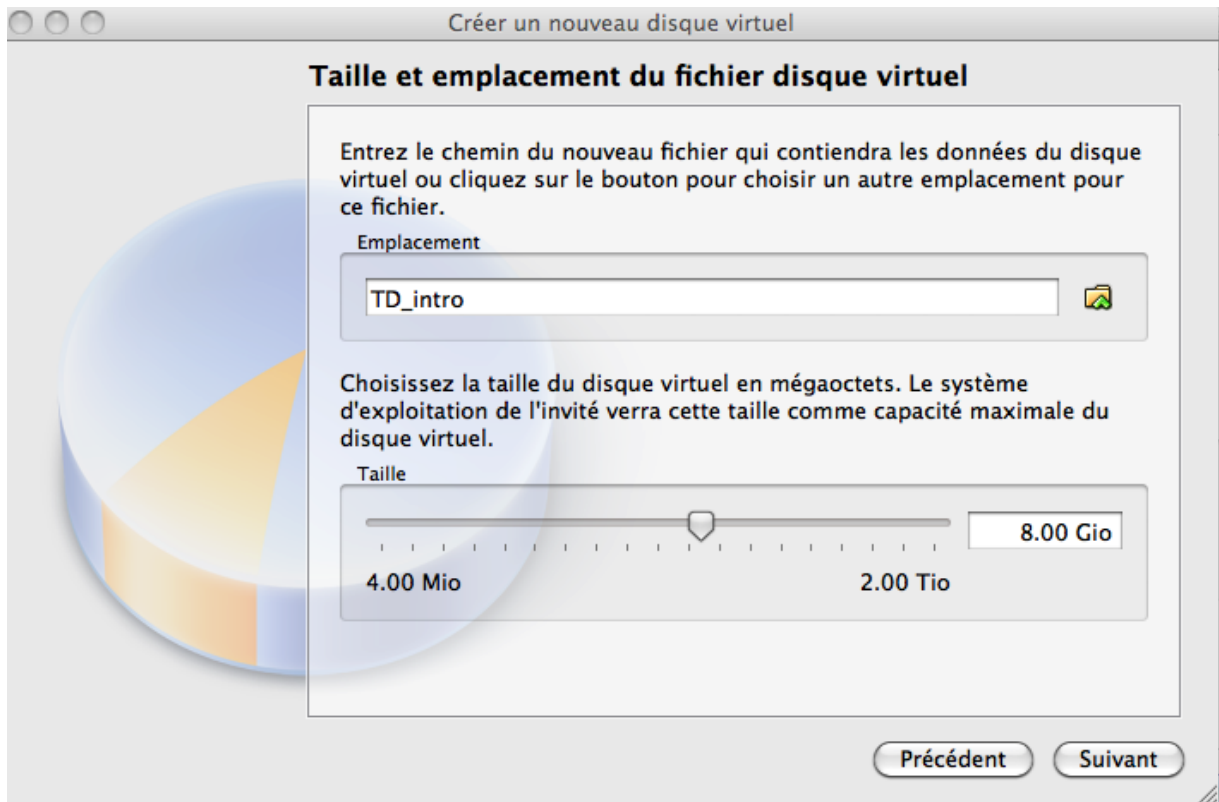 Créer un nouveau disque virtuel
Taille et emplacement du fichier disque virtuel
Entrez le chemin du nouveau fichier qui contiendra les données du disque
virtuel ou cliquez sur le bouton pour choisir un autre emplacement pour
ce fichier.
Emplacement
TD_intro
Choisissez la taille du disque virtuel en mégaoctets. Le système
d'exploitation de l'invité verra cette taille comme capacité maximale du
disque virtuel.
Taille
8.00 Gio
4.00 Mio 2.00 Tio
Précédent Suivant